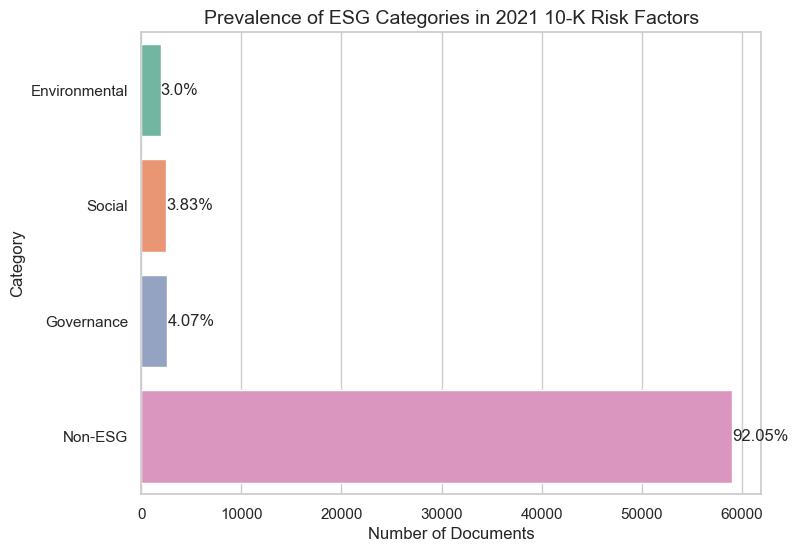 Prevalence of ESG Categories in 2021 10-K Risk Factors
Category
Environmental
3.0%
Social
3.83%
Governance
4.07%
Non-ESG
92.05%
0 10000 20000 30000 40000 50000 60000
Number of Documents